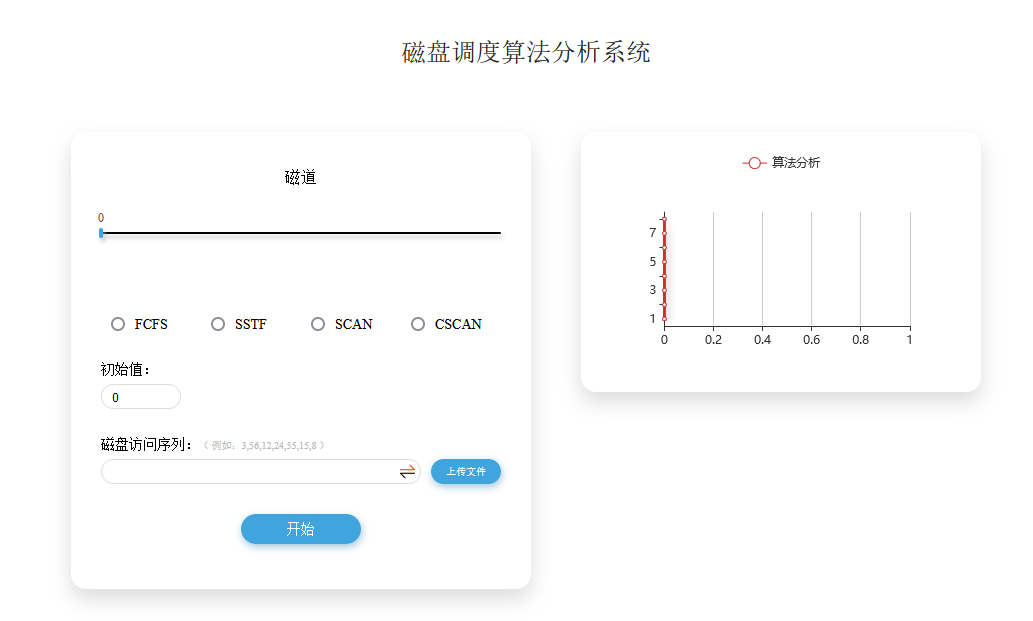 磁盘调度算法分析系统
磁道
0
FCFS SSTF SCAN CSCAN
初始值：
0
磁盘访问序列：（例如：3,56,12,24,55,15,8 ）
上传文件
开始
算法分析
7
5
3
1
0 0.2 0.4 0.6 0.8 1